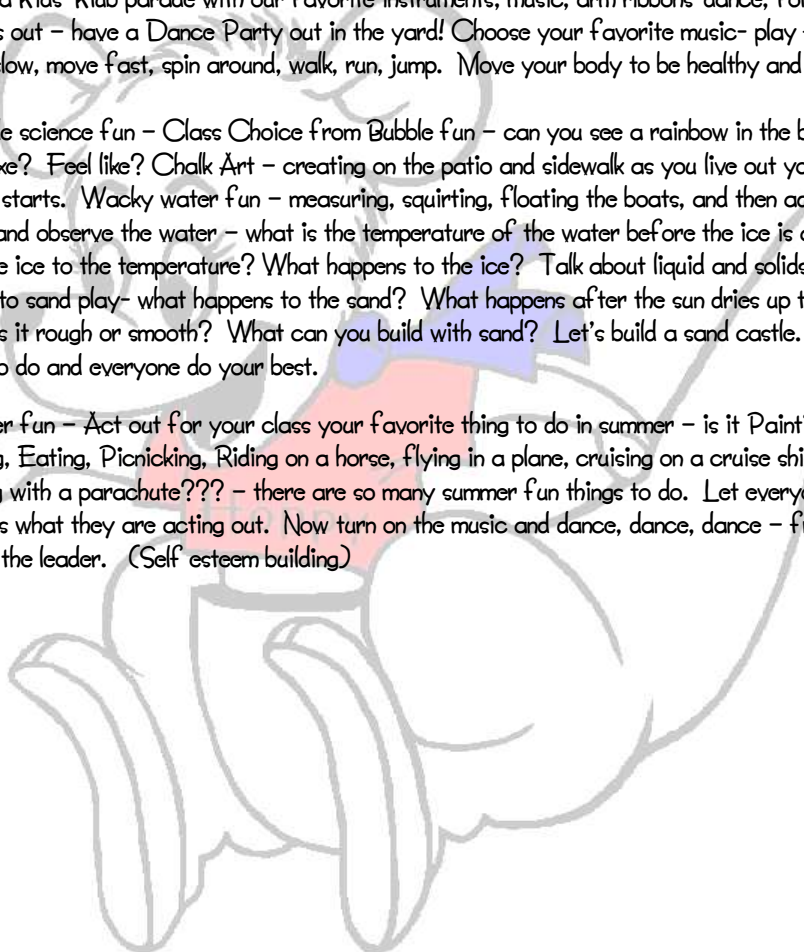 a Kids' Klub parade with our favorite instruments, music, arm ribbons dance,
s out – have a Dance Party out in the yard! Choose your favorite music- play
slow, move fast, spin around, walk, run, jump. Move your body to be healthy and
e science fun – Class Choice from Bubble fun – can you see a rainbow in the b
ke? Feel like? Chalk Art – creating on the patio and sidewalk as you live out yo
starts. Wacky water fun – measuring, squirting, floating the boats, and then ad
and observe the water – what is the temperature of the water before the ice is
e ice to the temperature? What happens to the ice? Talk about liquid and solids
to sand play- what happens to the sand? What happens after the sun dries up t
s it rough or smooth? What can you build with sand? Let's build a sand castle.
o do and everyone do your best.
er fun – Act out for your class your favorite thing to do in summer – is it Painti
g, Eating, Picnicking, Riding on a horse, flying in a plane, cruising on a cruise shi
g with a parachute??? – there are so many summer fun things to do. Let everyo
s what they are acting out. Now turn on the music and dance, dance, dance – f
the leader. (Self esteem building)
Hoppy